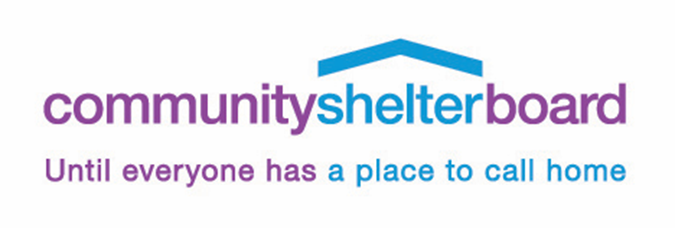 communityshelterboard
Until everyone has a place to call home